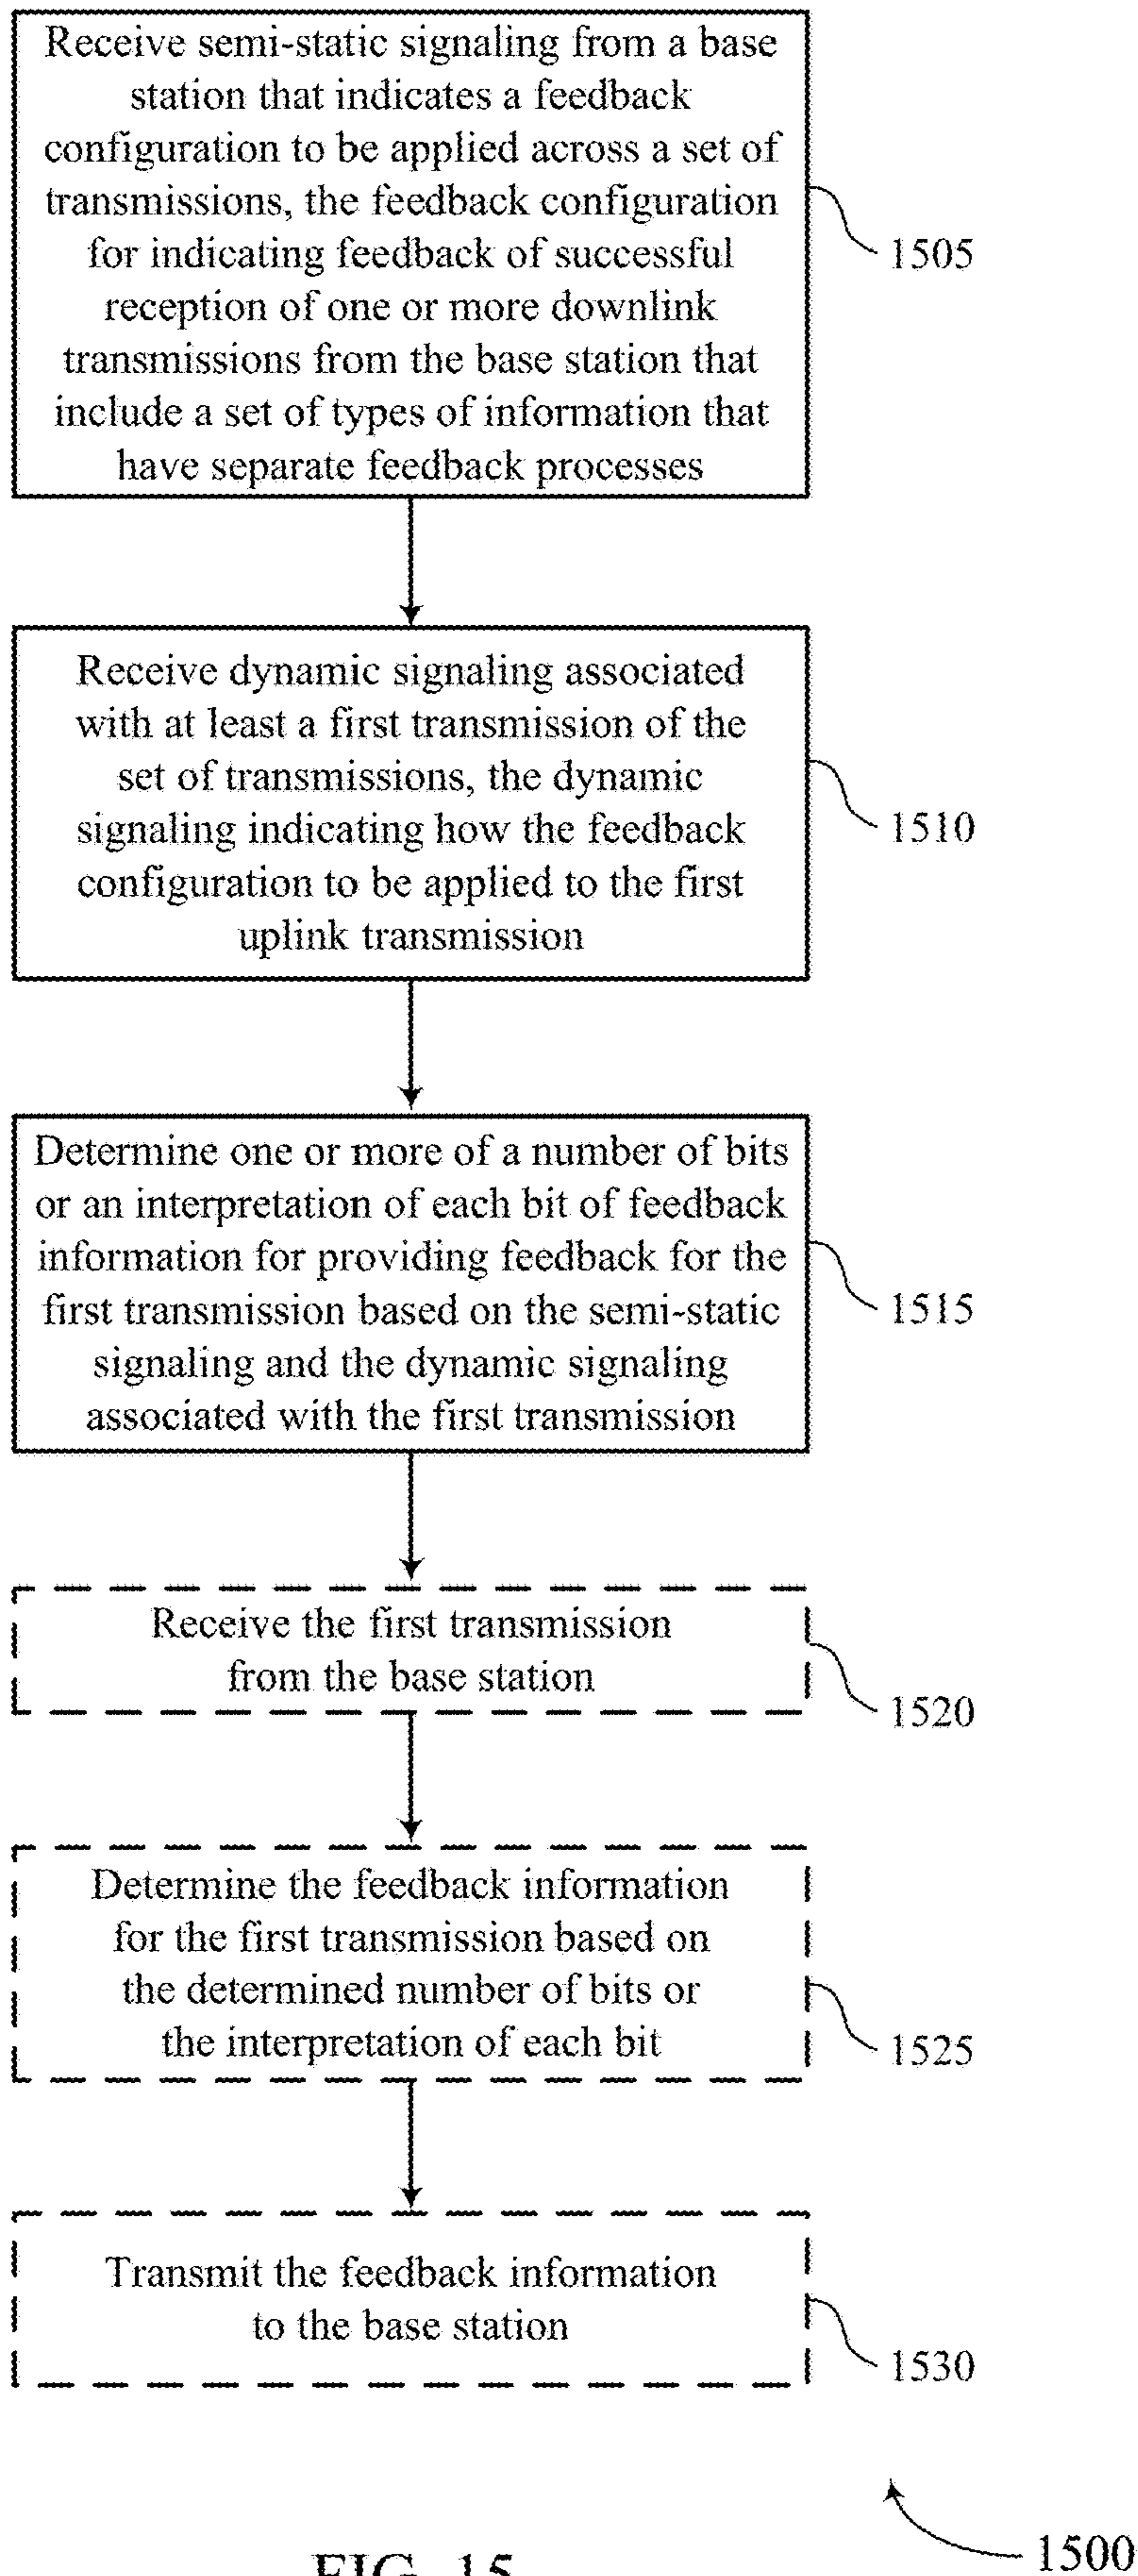 Receive semi-static signaling from a base
station that indicates a feedback
configuration to be applied across a set of
transmissions, the feedback configuration
for indicating feedback of successful
reception of one or more downlink
transmissions from the base station that
include a set of types of information that
have separate feedback processes
1505
Receive dynamic signaling associated
with at least a first transmission of the
set of transmissions, the dynamic
signaling indicating how the feedback
configuration to be applied to the first
uplink transmission
1510
Determine one or more of a number of bits
or an interpretation of each bit of feedback
information for providing feedback for the
first transmission based on the semi-static
signaling and the dynamic signaling
associated with the first transmission
1515
Receive the first transmission
from the base station
1520
Determine the feedback information
for the first transmission based on
the determined number of bits or
the interpretation of each bit
1525
Transmit the feedback information
to the base station
1530
1500
FIG. 15